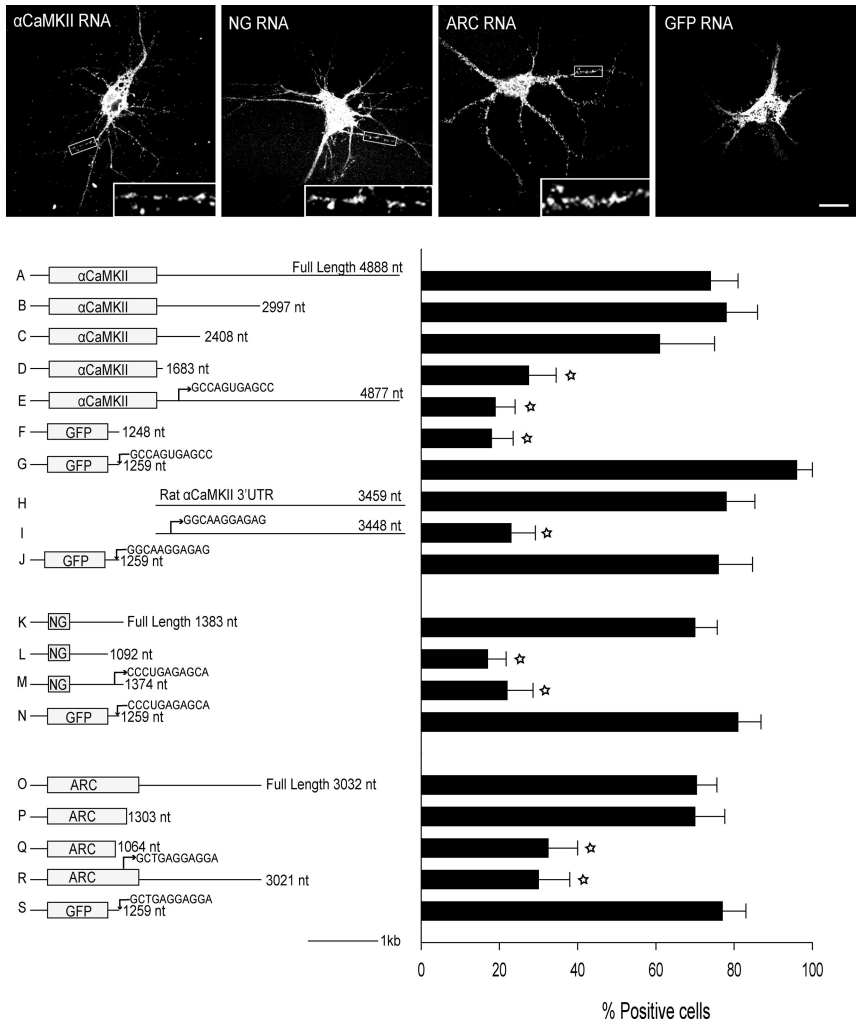 αCaMKII RNA
NG RNA
ARC RNA
GFP RNA
A αCaMKII Full Length 4888 nt
B αCaMKII 2997 nt
C αCaMKII 2408 nt
D αCaMKII 1683 nt
E αCaMKII GCCAGUGAGCC 4877 nt
F GFP 1248 nt
G GFP GCCAGUGAGCC 1259 nt
H Rat αCaMKII 3'UTR 3459 nt
I GGCAAGGAGAG 3448 nt
J GFP GGCAAGGAGAG 1259 nt
K NG Full Length 1383 nt
L NG 1092 nt
M NG CCCUGAGAGCA 1374 nt
N GFP CCCUGAGAGCA 1259 nt
O ARC Full Length 3032 nt
P ARC 1303 nt
Q ARC 1064 nt
R ARC GCTGAGGAGGA 3021 nt
S GFP GCTGAGGAGGA 1259 nt
1kb
0 20 40 60 80 100
% Positive cells